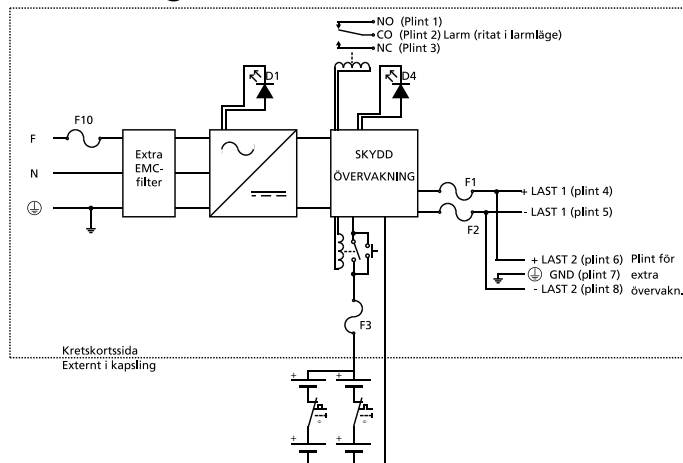 NO (Plint 1)
CO (Plint 2) Larm (ritat i larmläge)
NC (Plint 3)
D1
D4
F10
F
N
Extra
EMC-
filter
SKYDD
ÖVERVAKNING
F1
F2
+ LAST 1 (plint 4)
- LAST 1 (plint 5)
+ LAST 2 (plint 6) Plint för
GND (plint 7) extra
- LAST 2 (plint 8) övervakn.
F3
Kretskortssida
Externt i kapsling
+ +
+ +